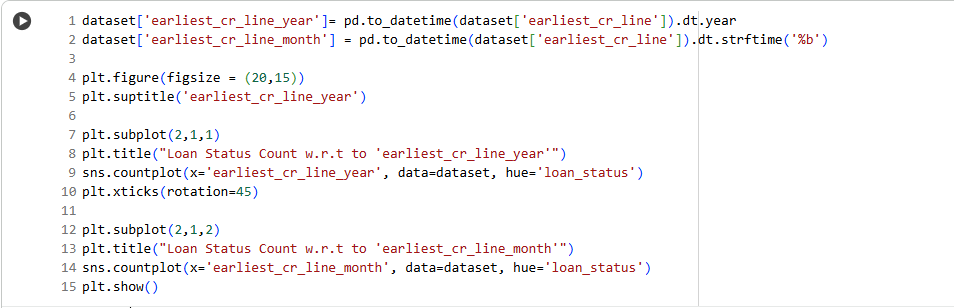 1 dataset['earliest_cr_line_year']= pd.to_datetime(dataset['earliest_cr_line']).dt.year
2 dataset['earliest_cr_line_month'] = pd.to_datetime(dataset['earliest_cr_line']).dt.strftime('%b')
3
4 plt.figure(figsize = (20,15))
5 plt.suptitle('earliest_cr_line_year')
6
7 plt.subplot(2,1,1)
8 plt.title("Loan Status Count w.r.t to 'earliest_cr_line_year'")
9 sns.countplot(x='earliest_cr_line_year', data=dataset, hue='loan_status')
10 plt.xticks(rotation=45)
11
12 plt.subplot(2,1,2)
13 plt.title("Loan Status Count w.r.t to 'earliest_cr_line_month'")
14 sns.countplot(x='earliest_cr_line_month', data=dataset, hue='loan_status')
15 plt.show()